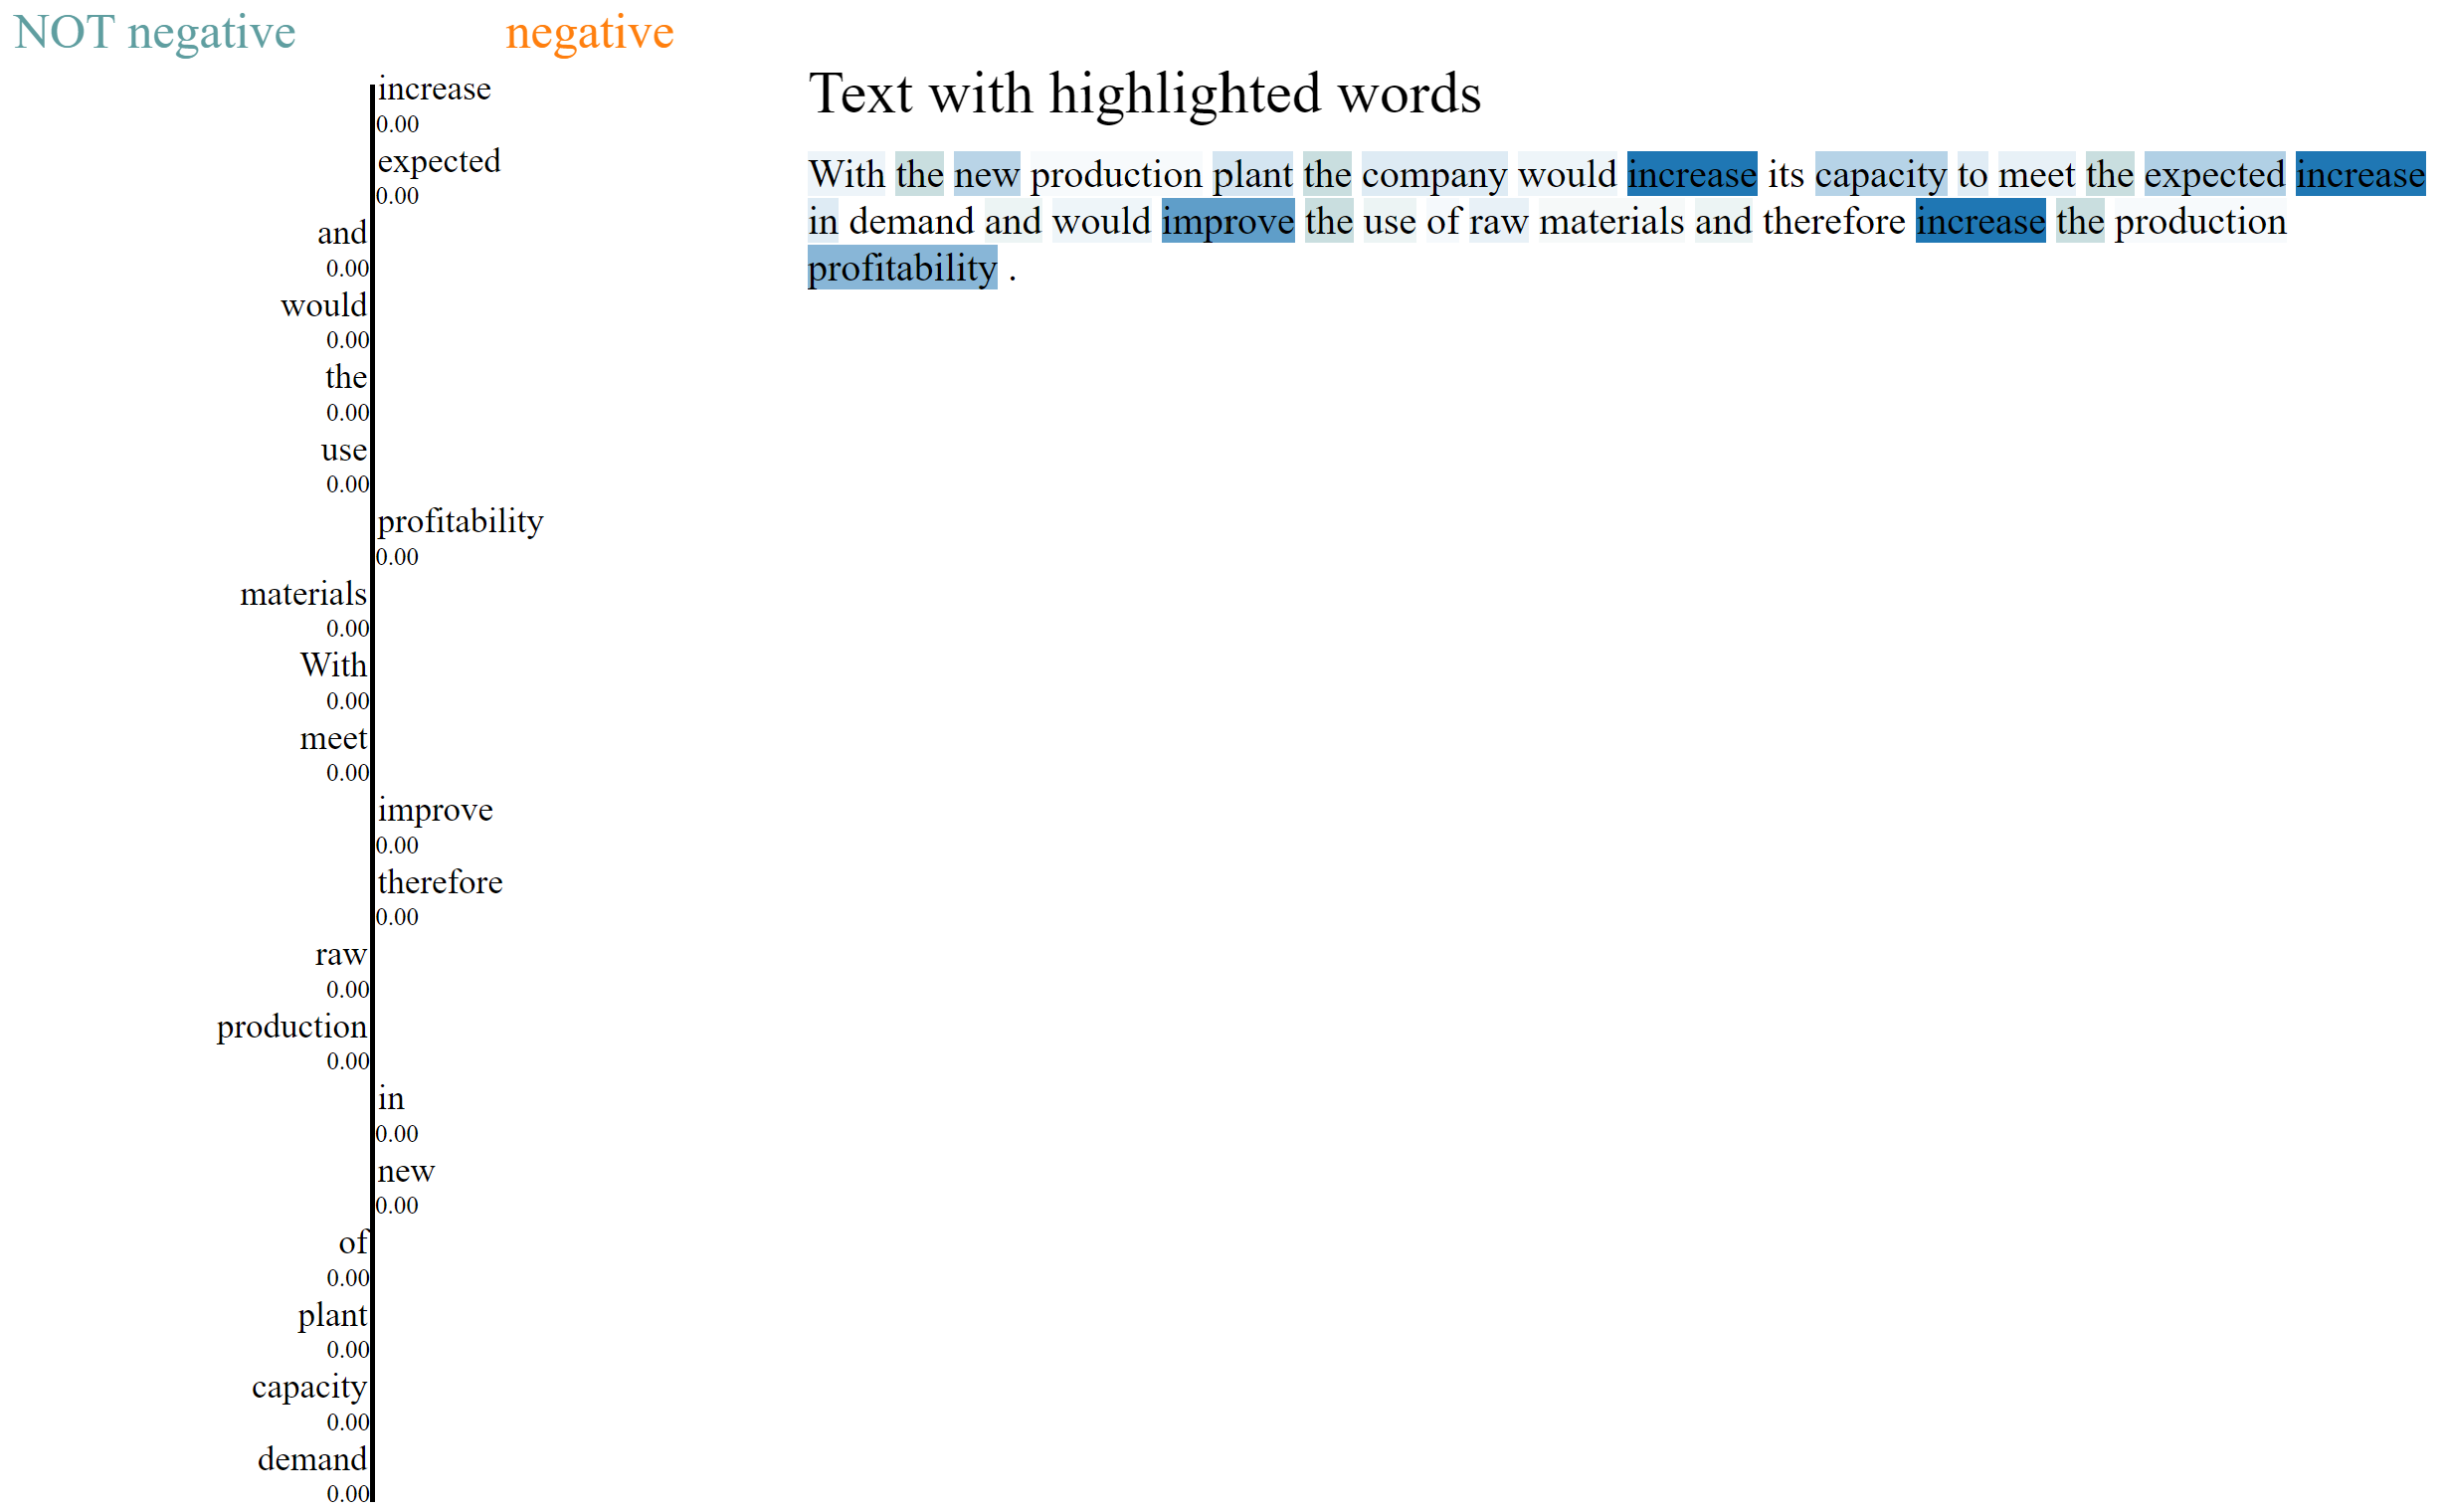 NOT negative
negative
increase
0.00
expected
0.00
and
0.00
would
0.00
the
0.00
use
0.00
profitability
0.00
materials
0.00
With
0.00
meet
0.00
improve
0.00
therefore
0.00
raw
0.00
production
0.00
in
0.00
new
0.00
of
0.00
plant
0.00
capacity
0.00
demand
0.00
Text with highlighted words
With the new production plant the company would increase its capacity to meet the expected increase
in demand and would improve the use of raw materials and therefore increase the production
profitability .